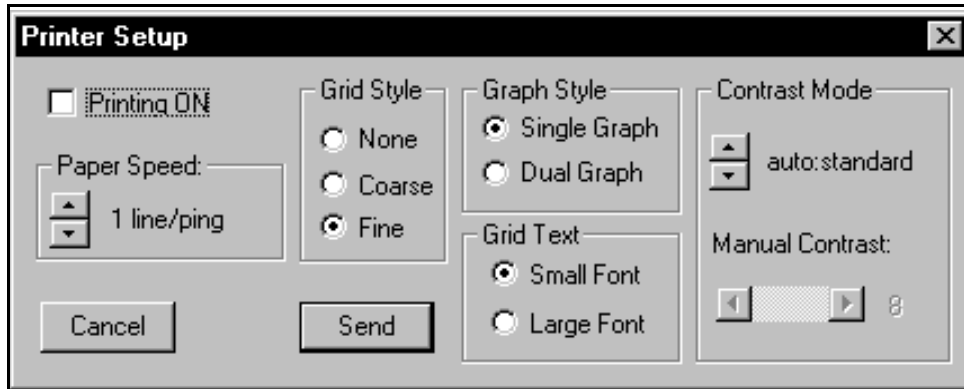 Printer Setup
Printing ON
Paper Speed:
1 line/ping
Cancel
Grid Style
None
Coarse
Fine
Send
Graph Style
Single Graph
Dual Graph
Grid Text
Small Font
Large Font
Contrast Mode
auto:standard
Manual Contrast:
8